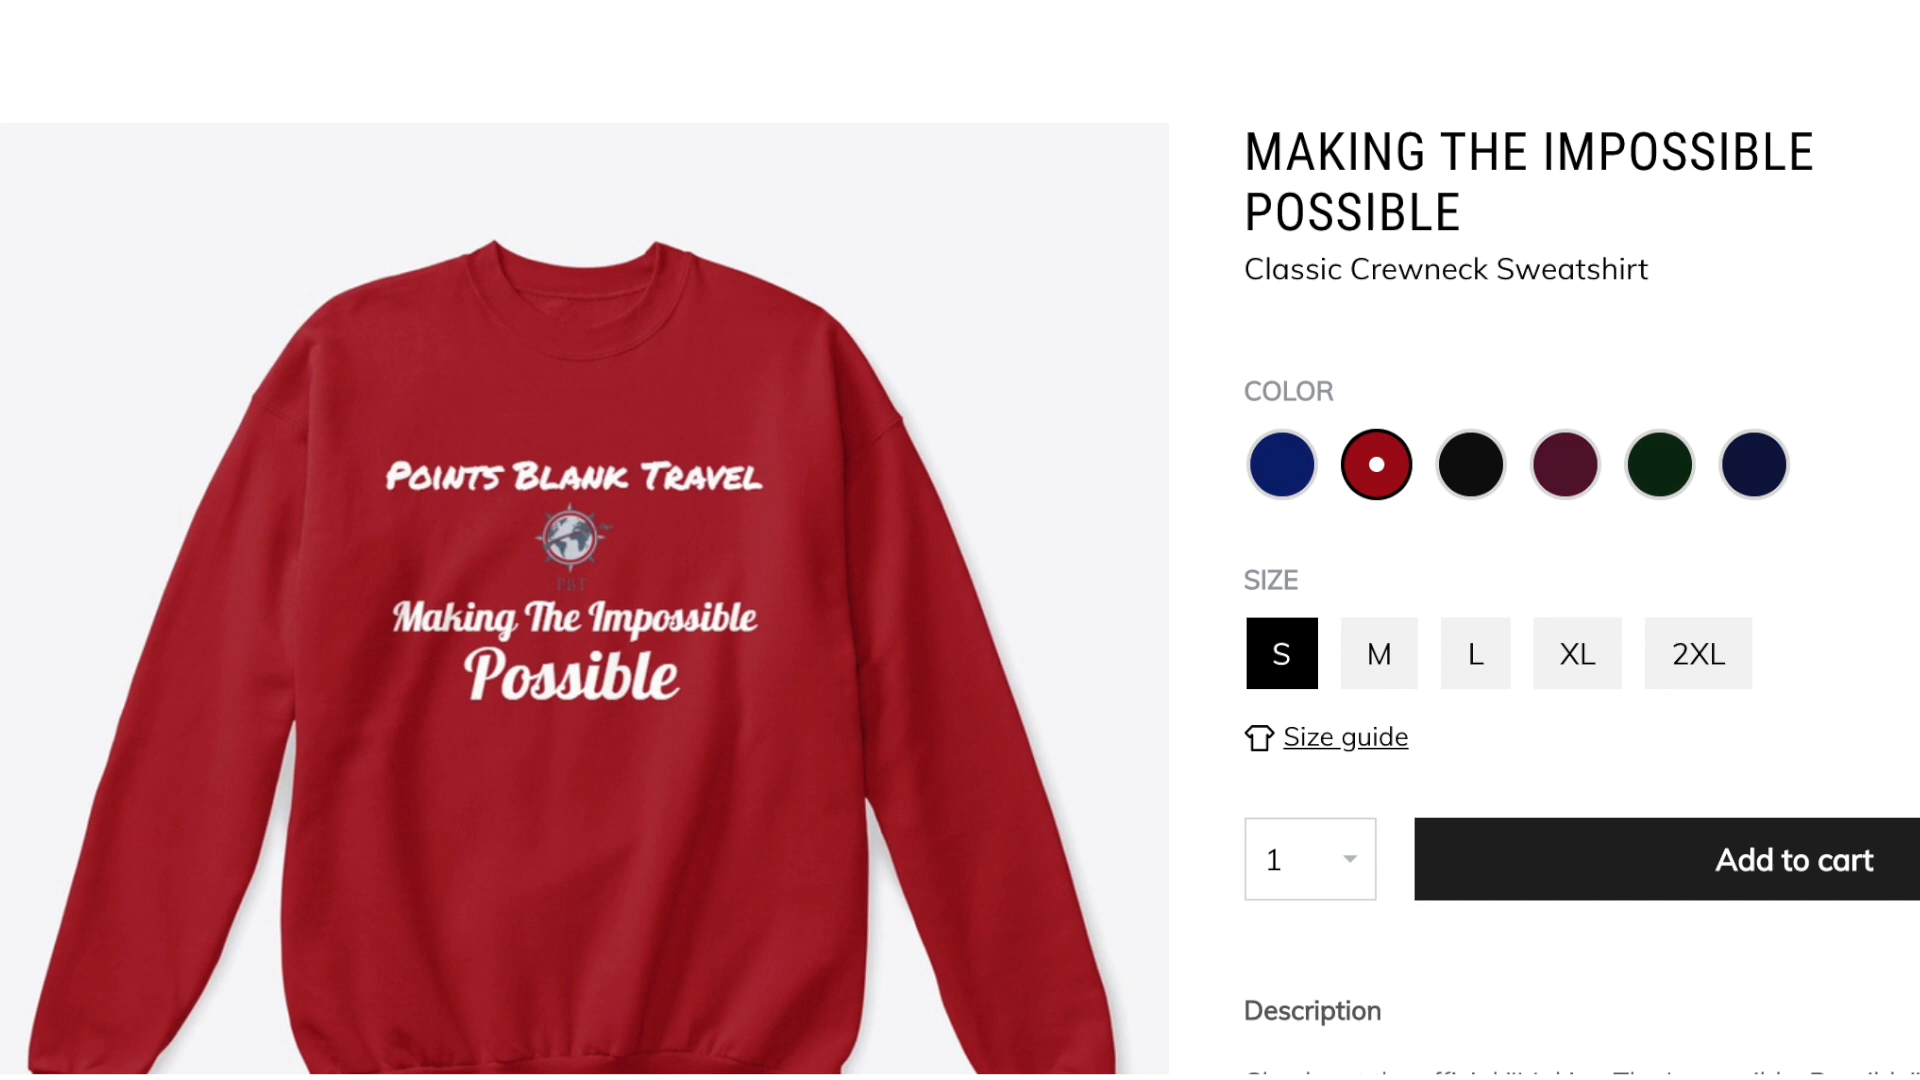 MAKING THE IMPOSSIBLE
POSSIBLE
Classic Crewneck Sweatshirt
POINTS BLANK TRAVEL
PBT
Making The Impossible
Possible
COLOR
SIZE
S M L XL 2XL
Size guide
1
Add to cart
Description